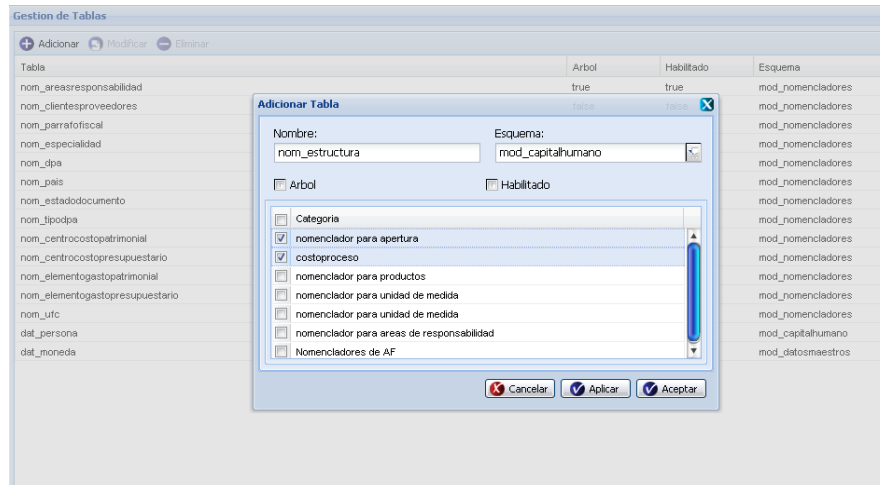 Gestion de Tablas
Adicionar Modificar Eliminar
Tabla Arbol Habilitado Esquema
nom_areasresponsabilidad true true mod_nomencladores
nom_clientesproveedores false false mod_nomencladores
nom_parrafofiscal mod_nomencladores
nom_especialidad mod_nomencladores
nom_dpa mod_nomencladores
nom_pais mod_nomencladores
nom_estadodocumento mod_nomencladores
nom_tipodpa mod_nomencladores
nom_centrocostopatrimonial mod_nomencladores
nom_centrocostopresupuestario mod_nomencladores
nom_elementogastopatrimonial mod_nomencladores
nom_elementogastopresupuestario mod_nomencladores
nom_ufc mod_nomencladores
dat_persona mod_capitalhumano
dat_moneda mod_datosmaestros
Adicionar Tabla
Nombre: Esquema:
nom_estructura mod_capitalhumano
Arbol Habilitado
Categoria
nomenclador para apertura
costoproceso
nomenclador para productos
nomenclador para unidad de medida
nomenclador para unidad de medida
nomenclador para areas de responsabilidad
Nomencladores de AF
Cancelar Aplicar Aceptar